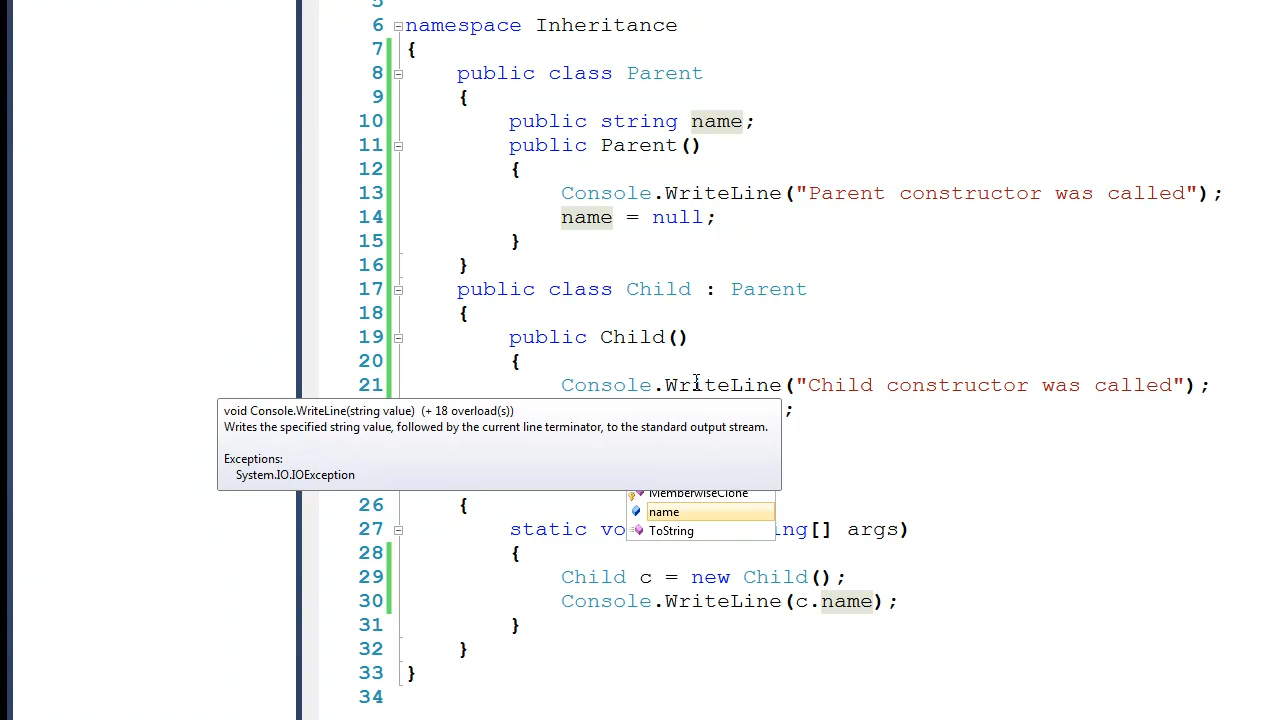 5
6 namespace Inheritance
7 {
8 public class Parent
9 {
10 public string name;
11 public Parent()
12 {
13 Console.WriteLine("Parent constructor was called");
14 name = null;
15 }
16 }
17 public class Child : Parent
18 {
19 public Child()
20 {
21 Console.WriteLine("Child constructor was called");
;
void Console.WriteLine(string value) (+ 18 overload(s))
Writes the specified string value, followed by the current line terminator, to the standard output stream.
Exceptions:
System.IO.IOException
MemberwiseClone
26 {
name
27 static vo ing[] args)
ToString
28 {
29 Child c = new Child();
30 Console.WriteLine(c.name);
31 }
32 }
33 }
34